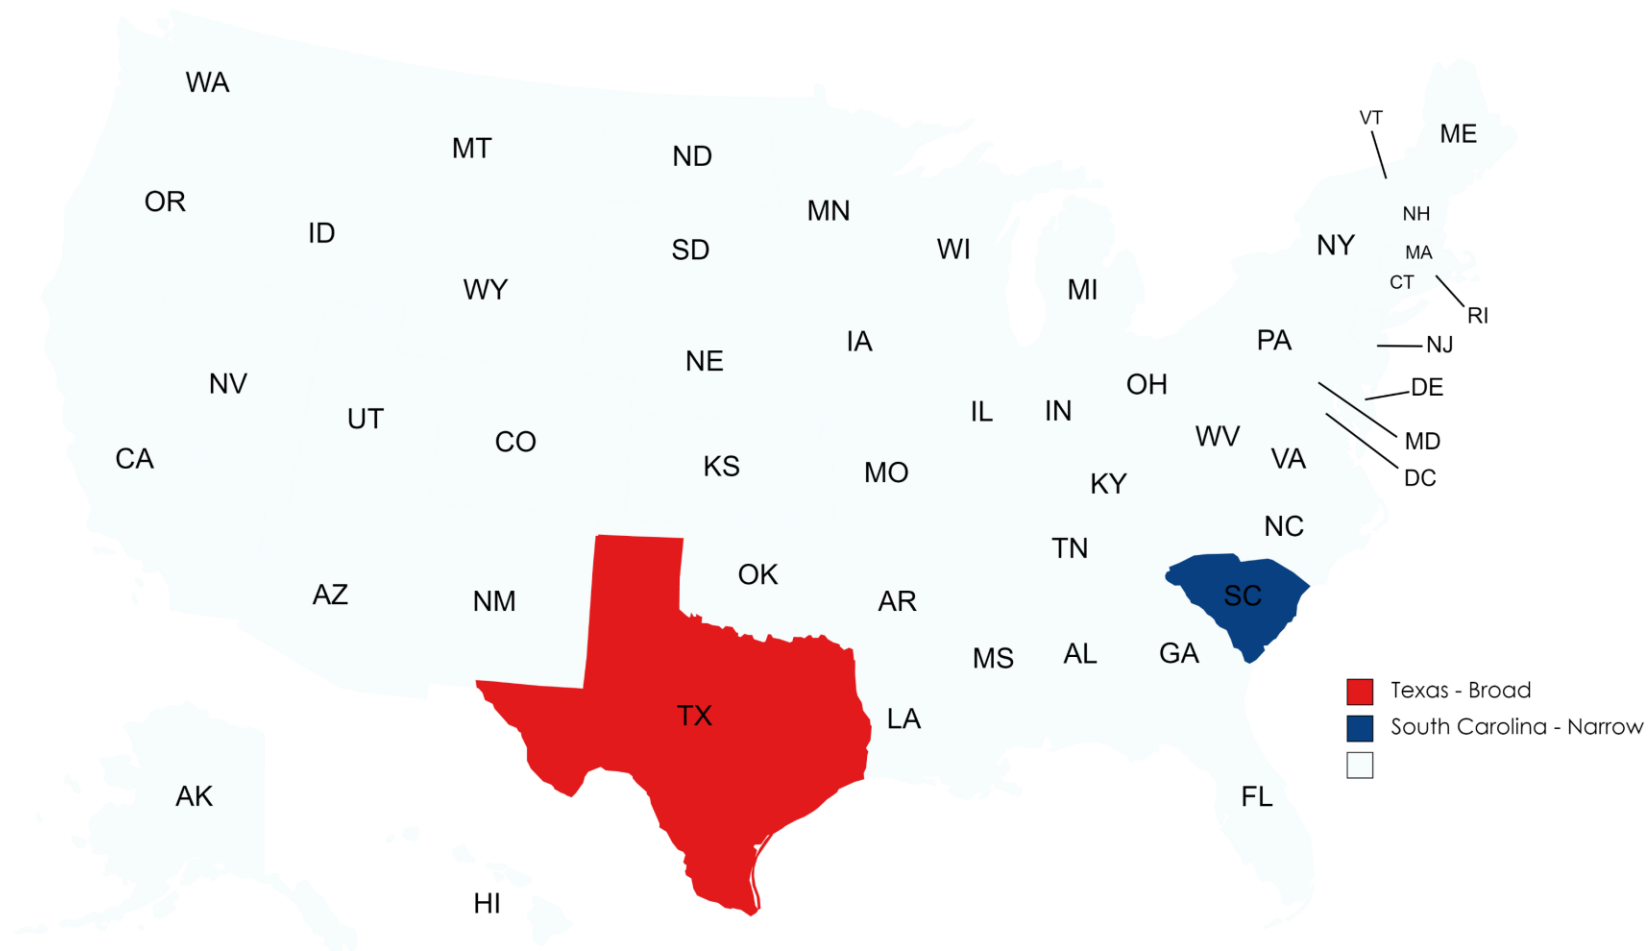 WA
VT
ME
MT
ND
OR
MN
NH
ID
NY
WI
SD
MA
CT
WY
MI
RI
PA
IA
NJ
NE
NV
OH
DE
IL
IN
UT
WV
CO
MD
CA
VA
KS
MO
DC
KY
NC
TN
OK
AZ
NM
AR
SC
MS
AL
GA
Texas - Broad
TX
LA
South Carolina - Narrow
AK
FL
HI